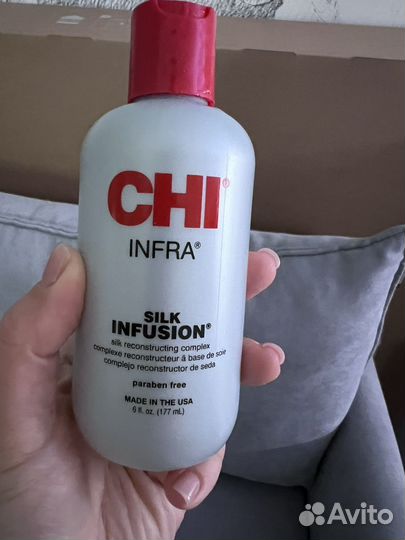 CHI®
INFRA®
SILK
INFUSION®
silk reconstructing complex
complexe reconstructeur á base de soie
complejo reconstructor de seda
paraben free
MADE IN THE USA
6 fl. oz. (177 mL)
Avito